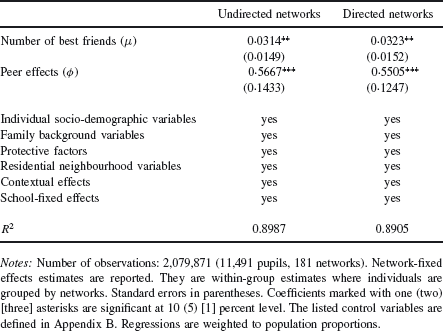 Undirected networks Directed networks
Number of best friends (μ) 0·0314‡‡ 0·0323‡‡
(0·0149) (0·0152)
Peer effects (ϕ) 0·5667‡‡‡ 0·5505‡‡‡
(0·1433) (0·1247)
Individual socio-demographic variables yes yes
Family background variables yes yes
Protective factors yes yes
Residential neighbourhood variables yes yes
Contextual effects yes yes
School-fixed effects yes yes
R² 0.8987 0.8905
Notes: Number of observations: 2,079,871 (11,491 pupils, 181 networks). Network-fixed
effects estimates are reported. They are within-group estimates where individuals are
grouped by networks. Standard errors in parentheses. Coefficients marked with one (two)
[three] asterisks are significant at 10 (5) [1] percent level. The listed control variables are
defined in Appendix B. Regressions are weighted to population proportions.